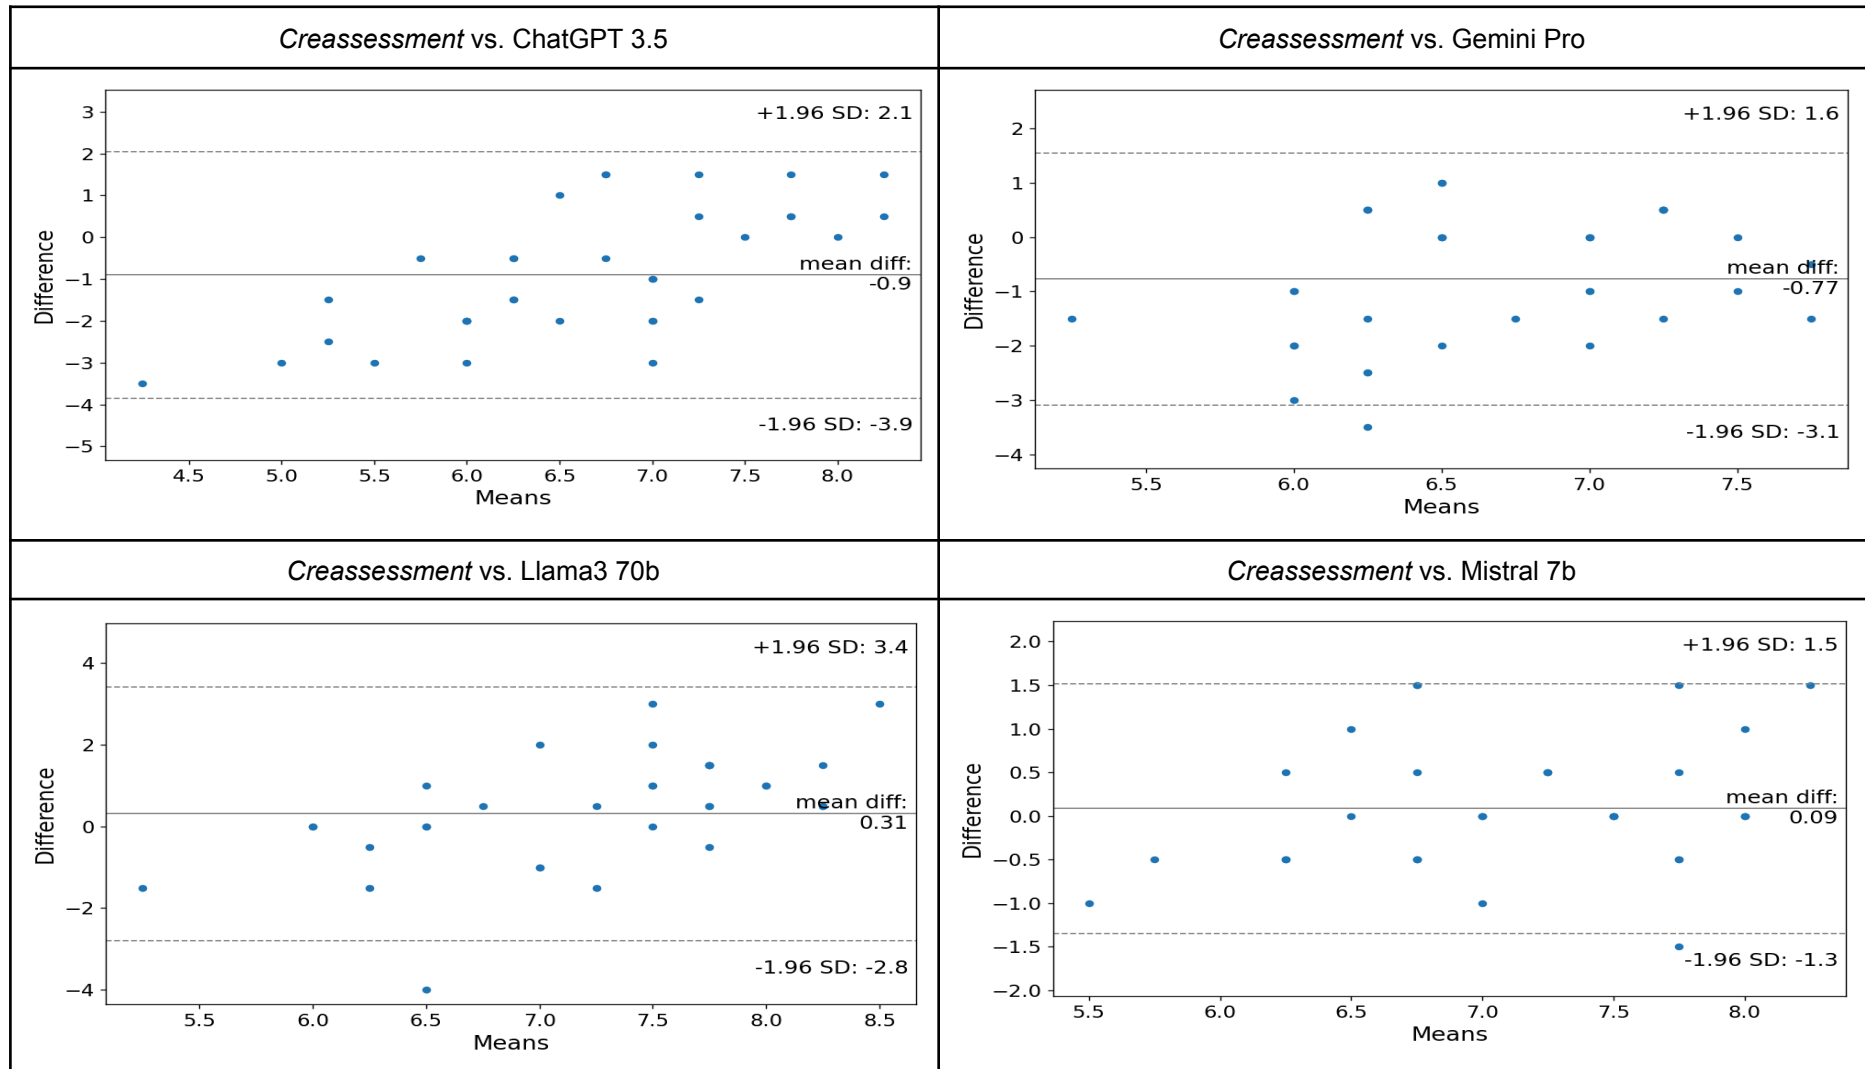 Creassessment vs. ChatGPT 3.5
Creassessment vs. Gemini Pro
3
2
1
0
−1
−2
−3
−4
−5
Difference
+1.96 SD: 2.1
mean diff:
-0.9
-1.96 SD: -3.9
4.5 5.0 5.5 6.0 6.5 7.0 7.5 8.0
Means
2
1
0
−1
−2
−3
−4
Difference
+1.96 SD: 1.6
mean diff:
-0.77
-1.96 SD: -3.1
5.5 6.0 6.5 7.0 7.5
Means
Creassessment vs. Llama3 70b
Creassessment vs. Mistral 7b
4
2
0
−2
−4
Difference
+1.96 SD: 3.4
mean diff:
0.31
-1.96 SD: -2.8
5.5 6.0 6.5 7.0 7.5 8.0 8.5
Means
2.0
1.5
1.0
0.5
0.0
−0.5
−1.0
−1.5
−2.0
Difference
+1.96 SD: 1.5
mean diff:
0.09
-1.96 SD: -1.3
5.5 6.0 6.5 7.0 7.5 8.0
Means